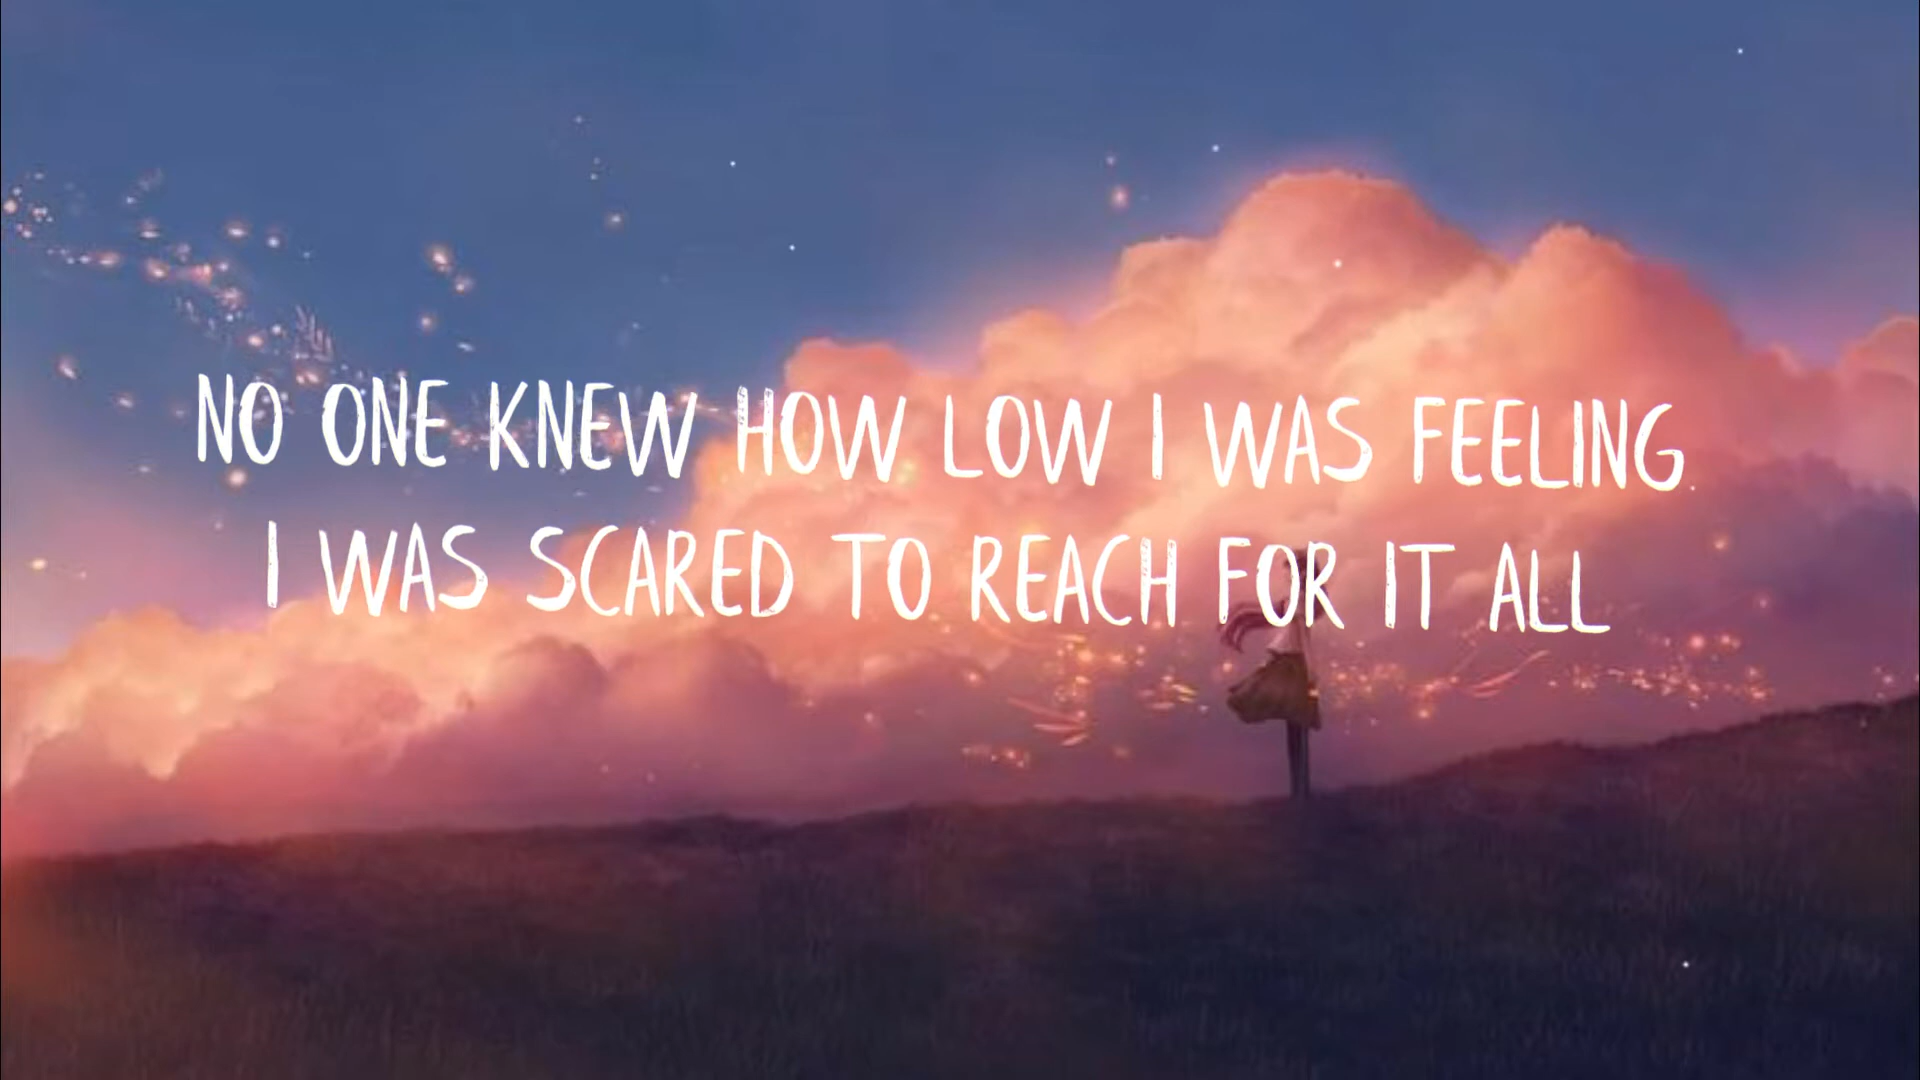 NO ONE KNEW HOW LOW I WAS FEELING
I WAS SCARED TO REACH FOR IT ALL